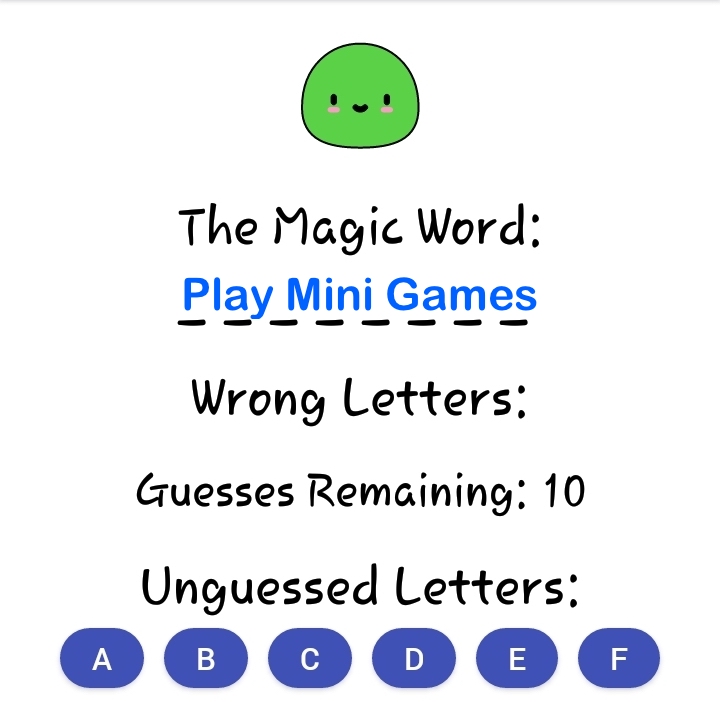 The Magic Word:
Play Mini Games
_ _ _ _ _ _ _ _
Wrong Letters:
Guesses Remaining: 10
Unguessed Letters:
A B C D E F